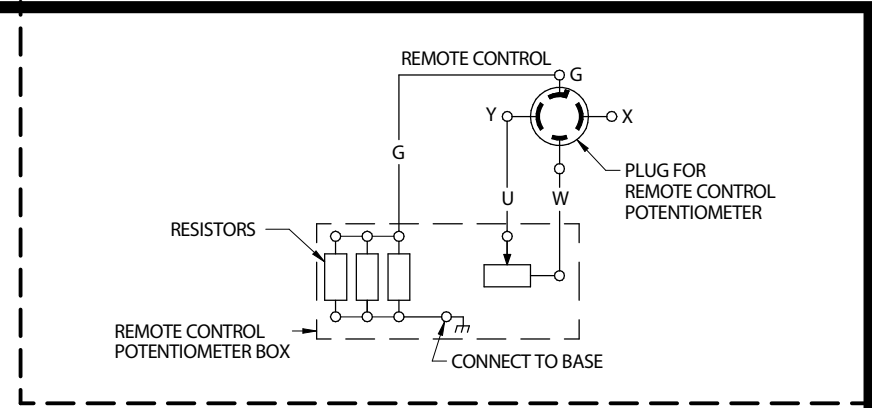 REMOTE CONTROL
G
Y
X
G
PLUG FOR
REMOTE CONTROL
POTENTIOMETER
U
W
RESISTORS
REMOTE CONTROL
POTENTIOMETER BOX
CONNECT TO BASE